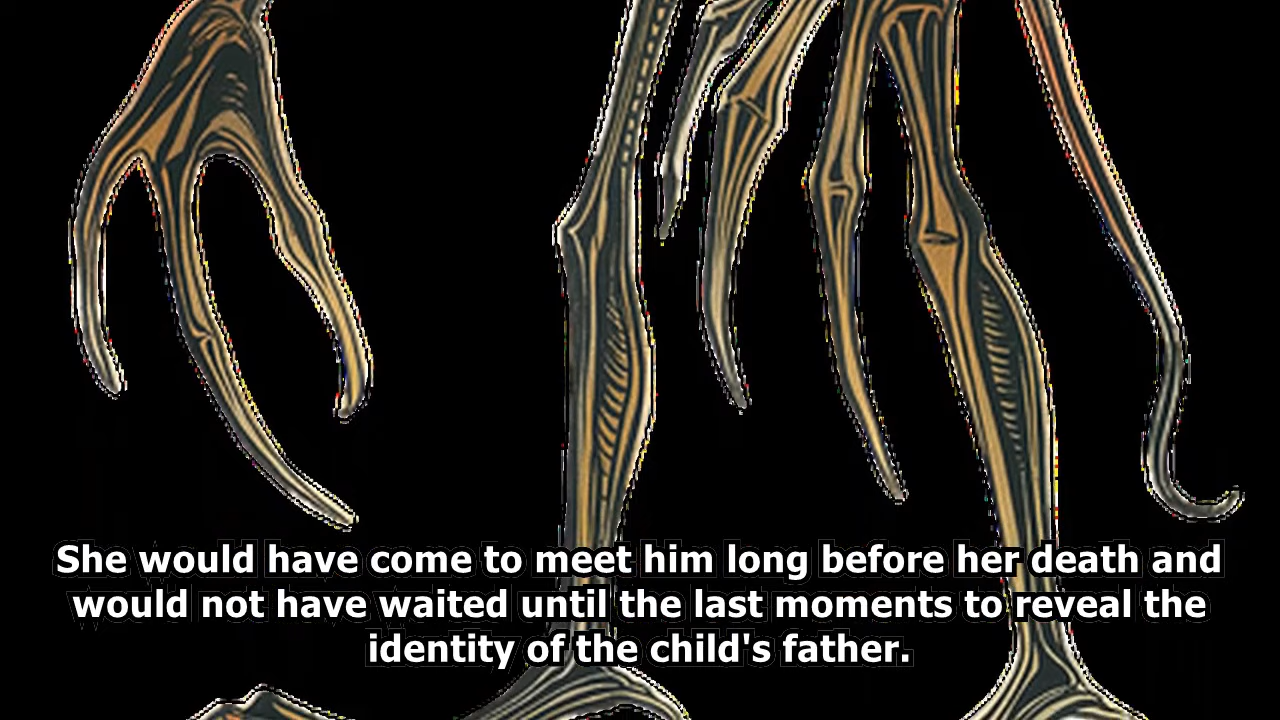 She would have come to meet him long before her death and
would not have waited until the last moments to reveal the
identity of the child's father.